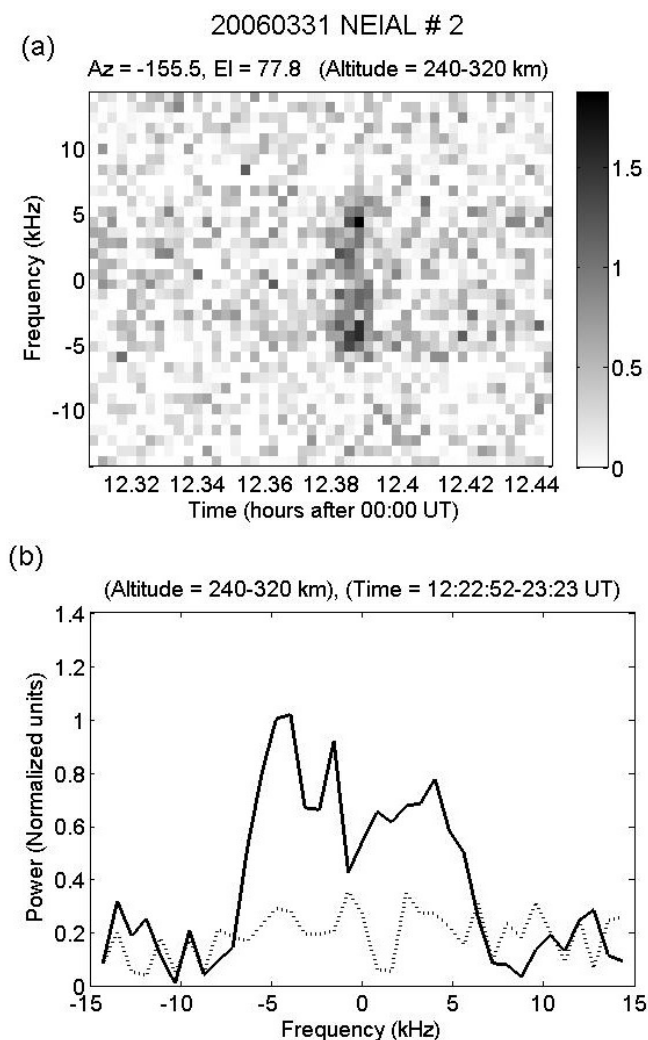 20060331 NEIAL # 2
(a)
Az = -155.5, El = 77.8 (Altitude = 240-320 km)
10
5
0
-5
-10
Frequency (kHz)
12.32 12.34 12.36 12.38 12.4 12.42 12.44
Time (hours after 00:00 UT)
1.5
1
0.5
0
(b)
(Altitude = 240-320 km), (Time = 12:22:52-23:23 UT)
1.4
1.2
1
0.8
0.6
0.4
0.2
0
Power (Normalized units)
-15 -10 -5 0 5 10 15
Frequency (kHz)